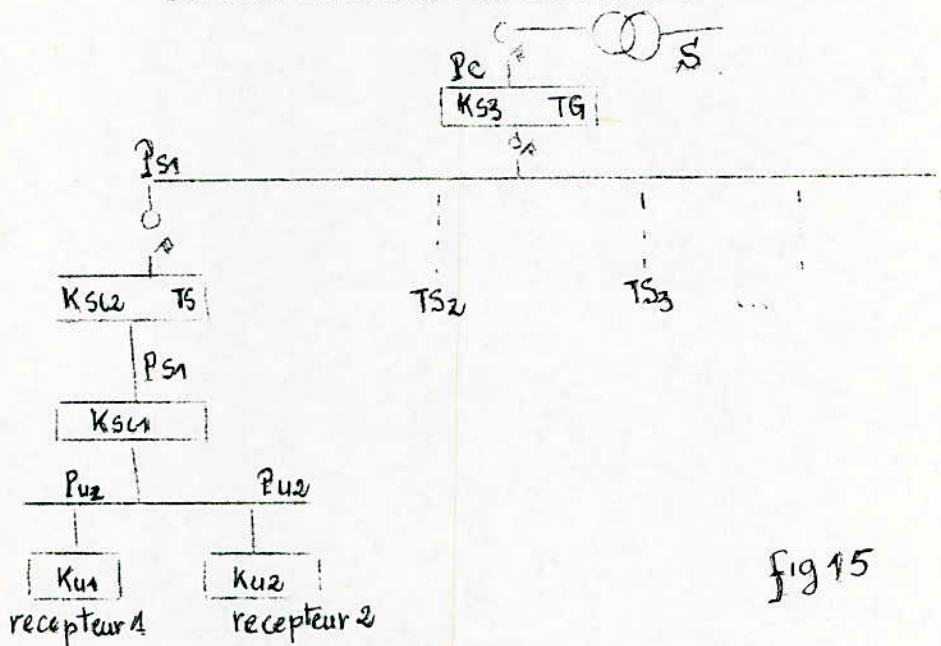 S
Pc
KS3 TG
PS1
KSL2 TS
TS2
TS3
...
PS1
KSL1
Pu2
Pu2
Ku1
Ku2
fig 15
recepteur 1
recepteur 2